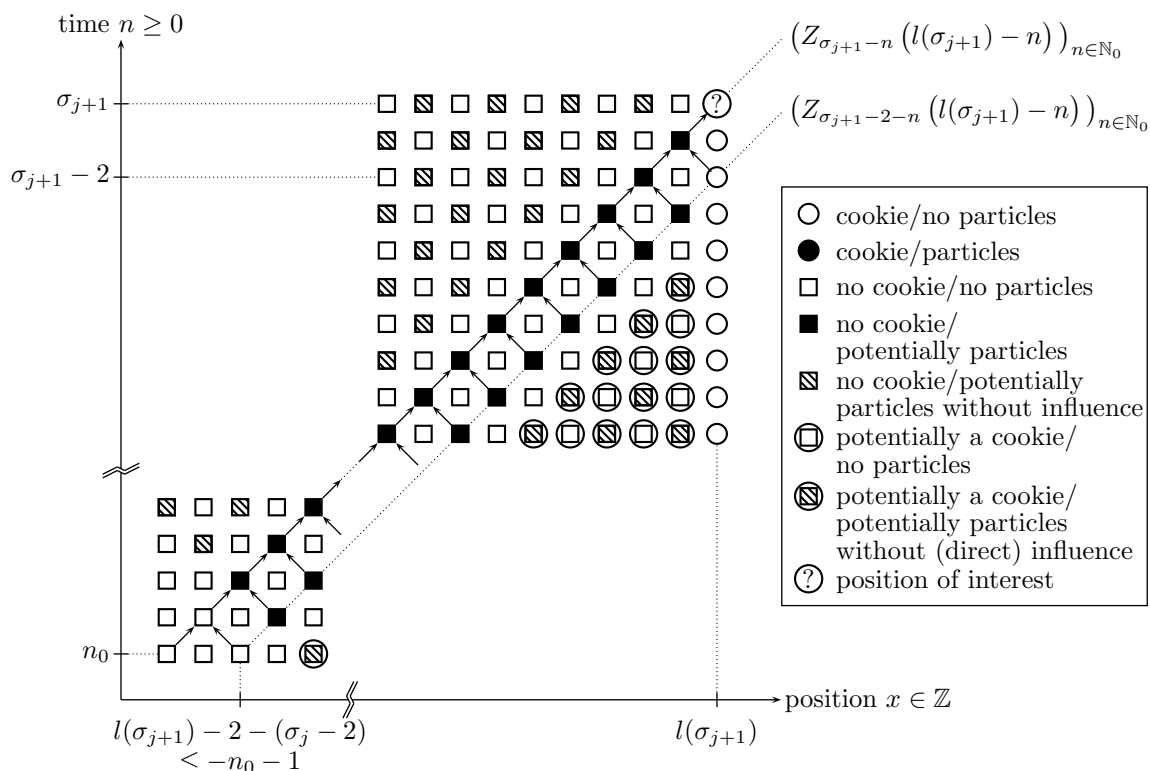 time n ≥ 0
(Z_{σ_{j+1}−n} (l(σ_{j+1}) − n))_{n∈ℕ_0}
σ_{j+1}
?
(Z_{σ_{j+1}−2−n} (l(σ_{j+1}) − n))_{n∈ℕ_0}
σ_{j+1} − 2
cookie/no particles
cookie/particles
no cookie/no particles
no cookie/
potentially particles
no cookie/potentially
particles without influence
potentially a cookie/
no particles
potentially a cookie/
potentially particles
without (direct) influence
? position of interest
n_0
position x ∈ ℤ
l(σ_{j+1}) − 2 − (σ_j − 2)
< −n_0 − 1
l(σ_{j+1})